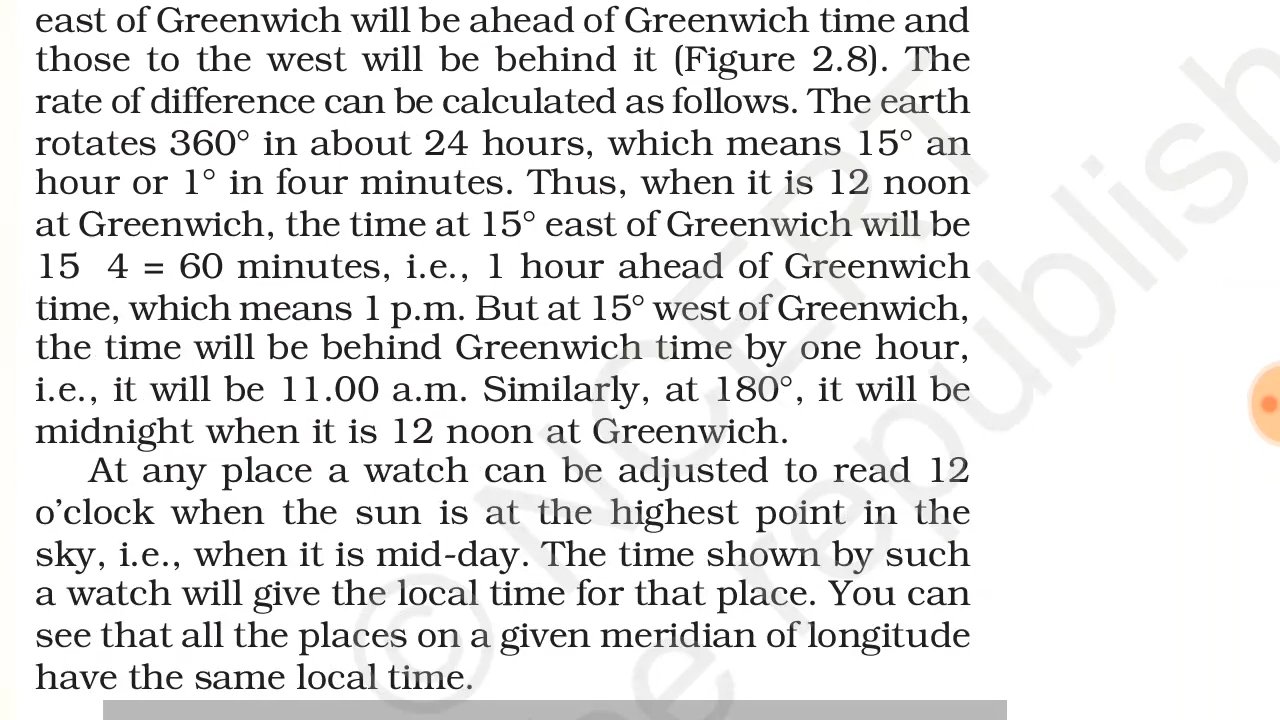 east of Greenwich will be ahead of Greenwich time and
those to the west will be behind it (Figure 2.8). The
rate of difference can be calculated as follows. The earth
rotates 360° in about 24 hours, which means 15° an
hour or 1° in four minutes. Thus, when it is 12 noon
at Greenwich, the time at 15° east of Greenwich will be
15 4 = 60 minutes, i.e., 1 hour ahead of Greenwich
time, which means 1 p.m. But at 15° west of Greenwich,
the time will be behind Greenwich time by one hour,
i.e., it will be 11.00 a.m. Similarly, at 180°, it will be
midnight when it is 12 noon at Greenwich.
At any place a watch can be adjusted to read 12
o’clock when the sun is at the highest point in the
sky, i.e., when it is mid-day. The time shown by such
a watch will give the local time for that place. You can
see that all the places on a given meridian of longitude
have the same local time.
© NCERT
be republish